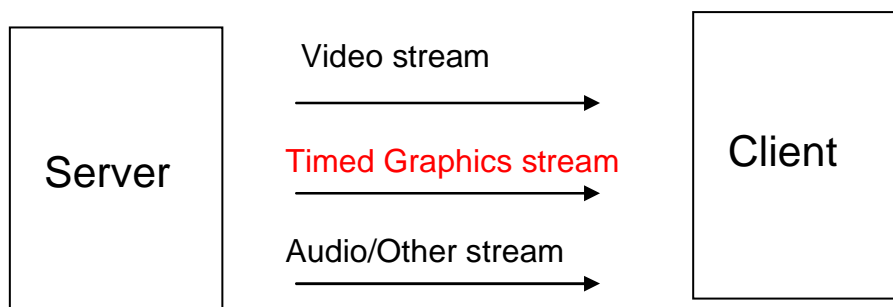 Video stream
Server
Timed Graphics stream
Client
Audio/Other stream